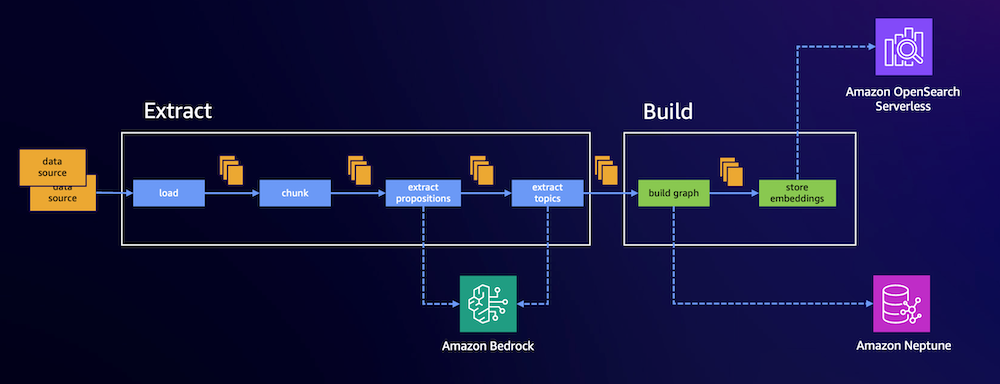 Extract
Build
data
source
data
source
load
chunk
extract
propositions
extract
topics
build graph
store
embeddings
Amazon OpenSearch
Serverless
Amazon Bedrock
Amazon Neptune